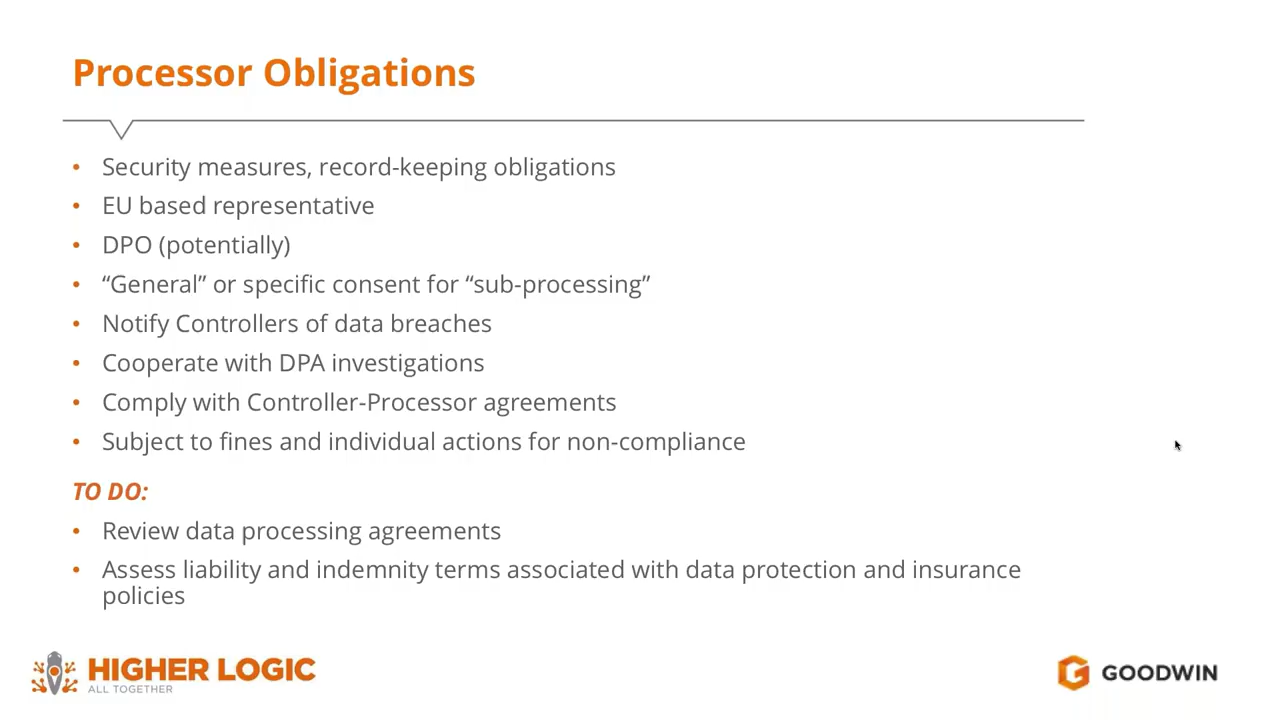 Processor Obligations
• Security measures, record-keeping obligations
• EU based representative
• DPO (potentially)
• “General” or specific consent for “sub-processing”
• Notify Controllers of data breaches
• Cooperate with DPA investigations
• Comply with Controller-Processor agreements
• Subject to fines and individual actions for non-compliance
TO DO:
• Review data processing agreements
• Assess liability and indemnity terms associated with data protection and insurance
policies
HIGHER LOGIC
ALL TOGETHER
GOODWIN